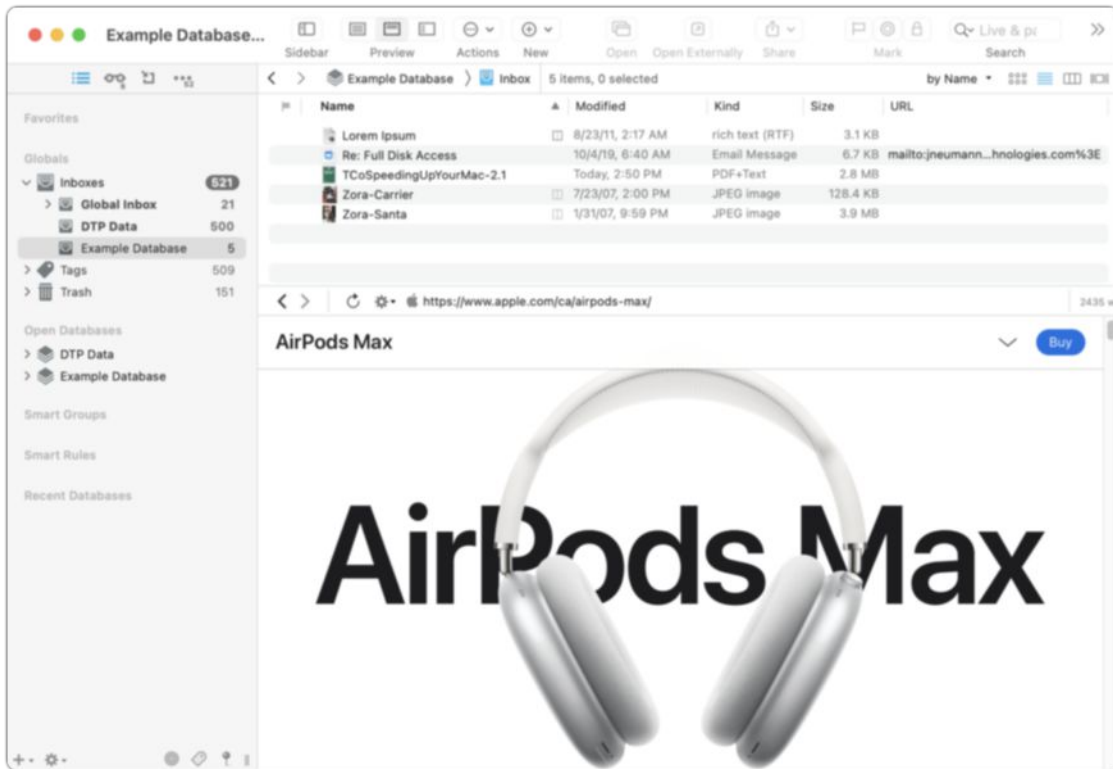 Example Database...
Sidebar
Preview
Actions
New
Open
Open Externally
Share
Mark
Live & pa
Search
Example Database
Inbox
5 items, 0 selected
by Name
Name
Modified
Kind
Size
URL
Lorem Ipsum 8/23/11, 2:17 AM rich text (RTF) 3.1 KB
Re: Full Disk Access 10/4/19, 6:40 AM Email Message 6.7 KB mailto:jneumann...hnologies.com%3E
TCoSpeedingUpYourMac-2.1 Today, 2:50 PM PDF+Text 2.8 MB
Zora-Carrier 7/23/07, 2:00 PM JPEG image 128.4 KB
Zora-Santa 1/31/07, 9:59 PM JPEG image 3.9 MB
Favorites
Globals
Inboxes 521
Global Inbox 21
DTP Data 500
Example Database 5
Tags 509
Trash 151
Open Databases
DTP Data
Example Database
Smart Groups
Smart Rules
Recent Databases
https://www.apple.com/ca/airpods-max/
2435 w
AirPods Max
Buy
AirPods Max